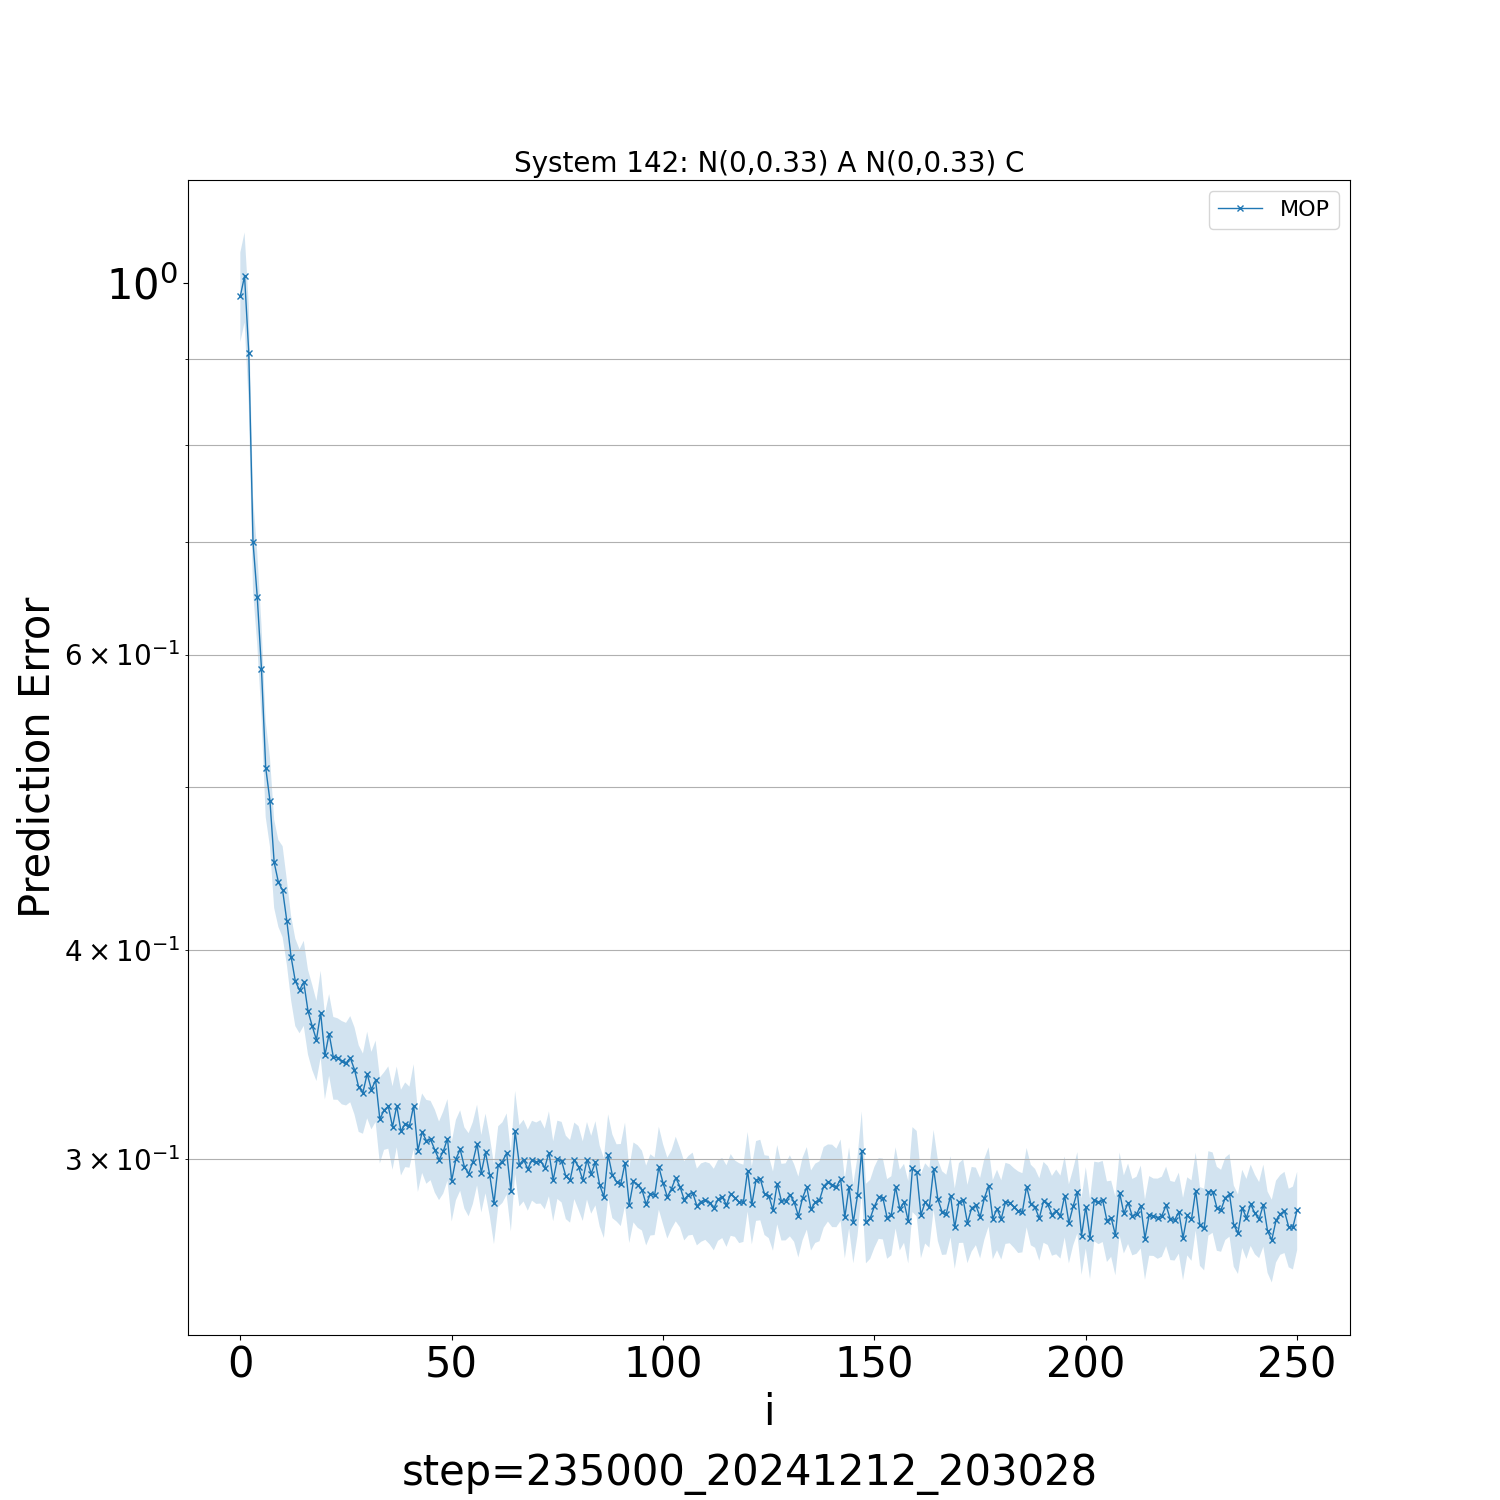 System 142: N(0,0.33) A N(0,0.33) C
MOP
10⁰
6 × 10⁻¹
4 × 10⁻¹
3 × 10⁻¹
Prediction Error
0 50 100 150 200 250
i
step=235000_20241212_203028